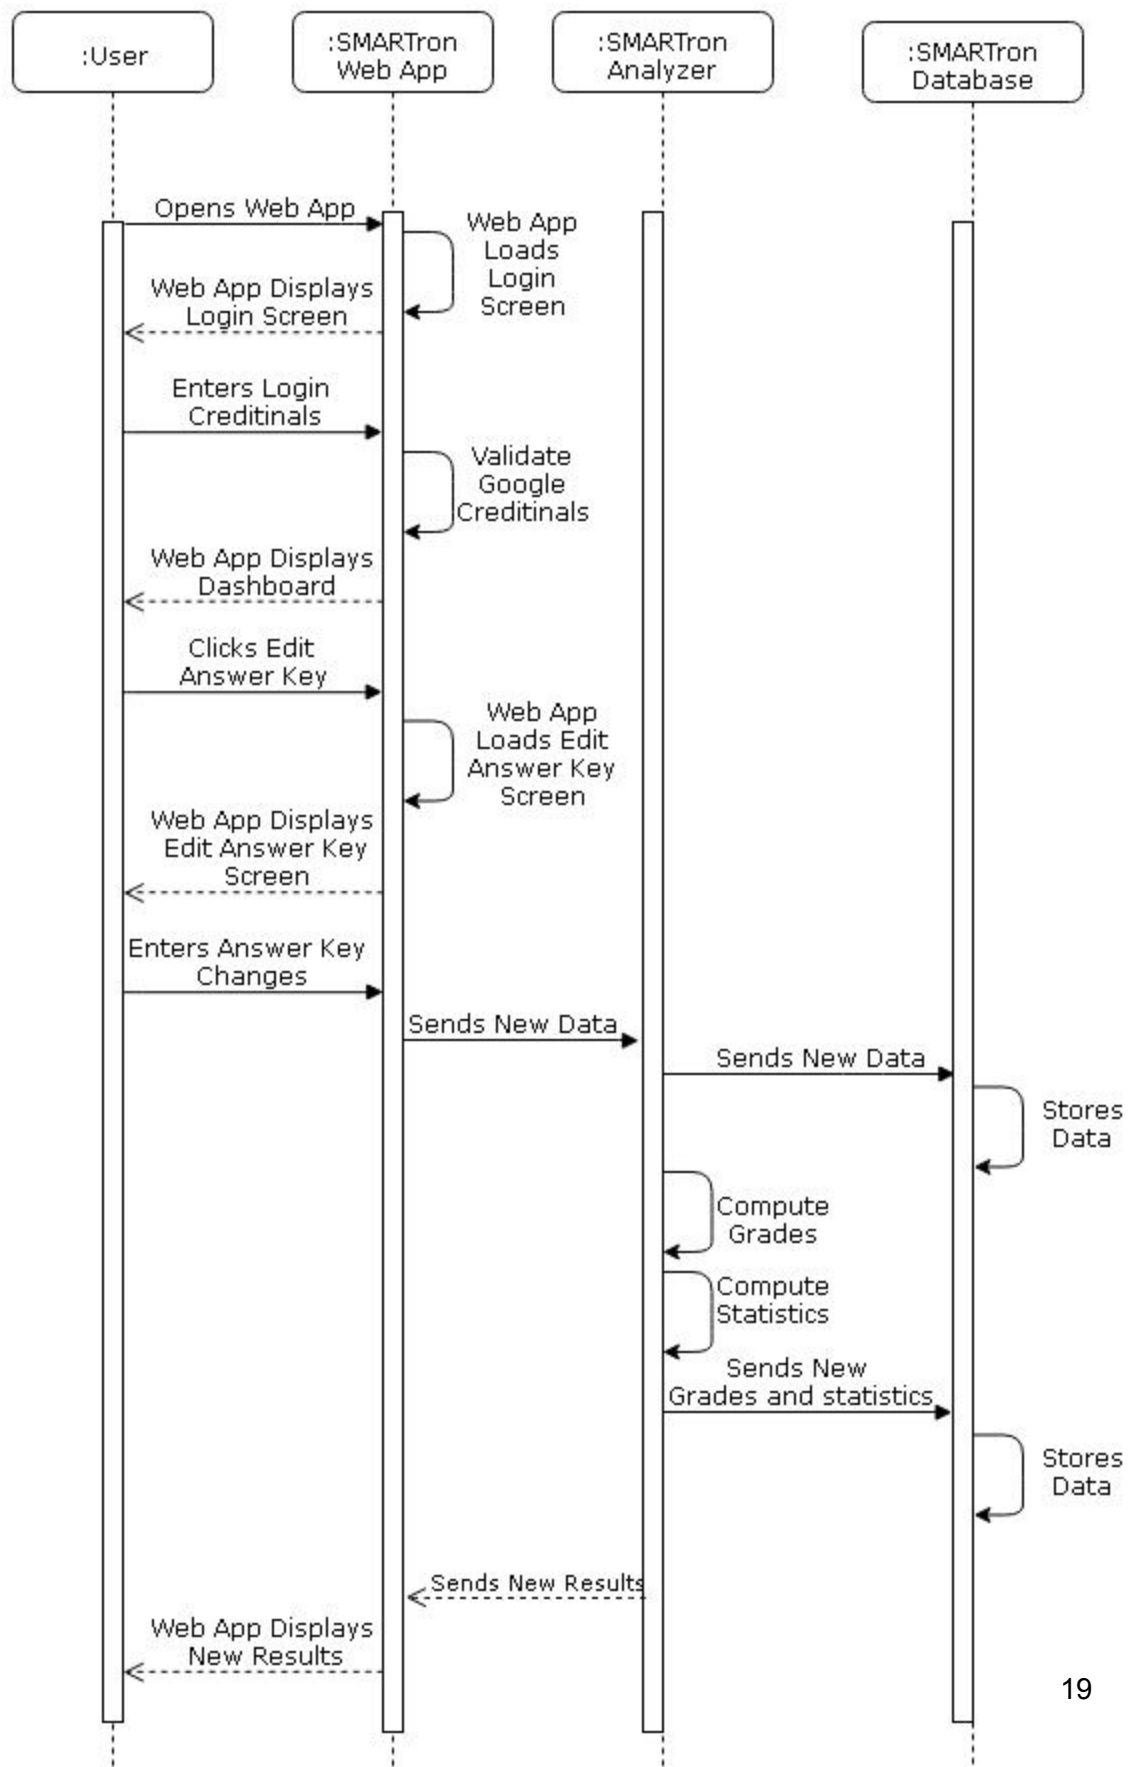 :User
:SMARTron
Web App
:SMARTron
Analyzer
:SMARTron
Database
Opens Web App
Web App
Loads
Login
Screen
Web App Displays
Login Screen
Enters Login
Creditinals
Validate
Google
Creditinals
Web App Displays
Dashboard
Clicks Edit
Answer Key
Web App
Loads Edit
Answer Key
Screen
Web App Displays
Edit Answer Key
Screen
Enters Answer Key
Changes
Sends New Data
Sends New Data
Stores
Data
Compute
Grades
Compute
Statistics
Sends New
Grades and statistics
Stores
Data
Sends New Results
Web App Displays
New Results
19